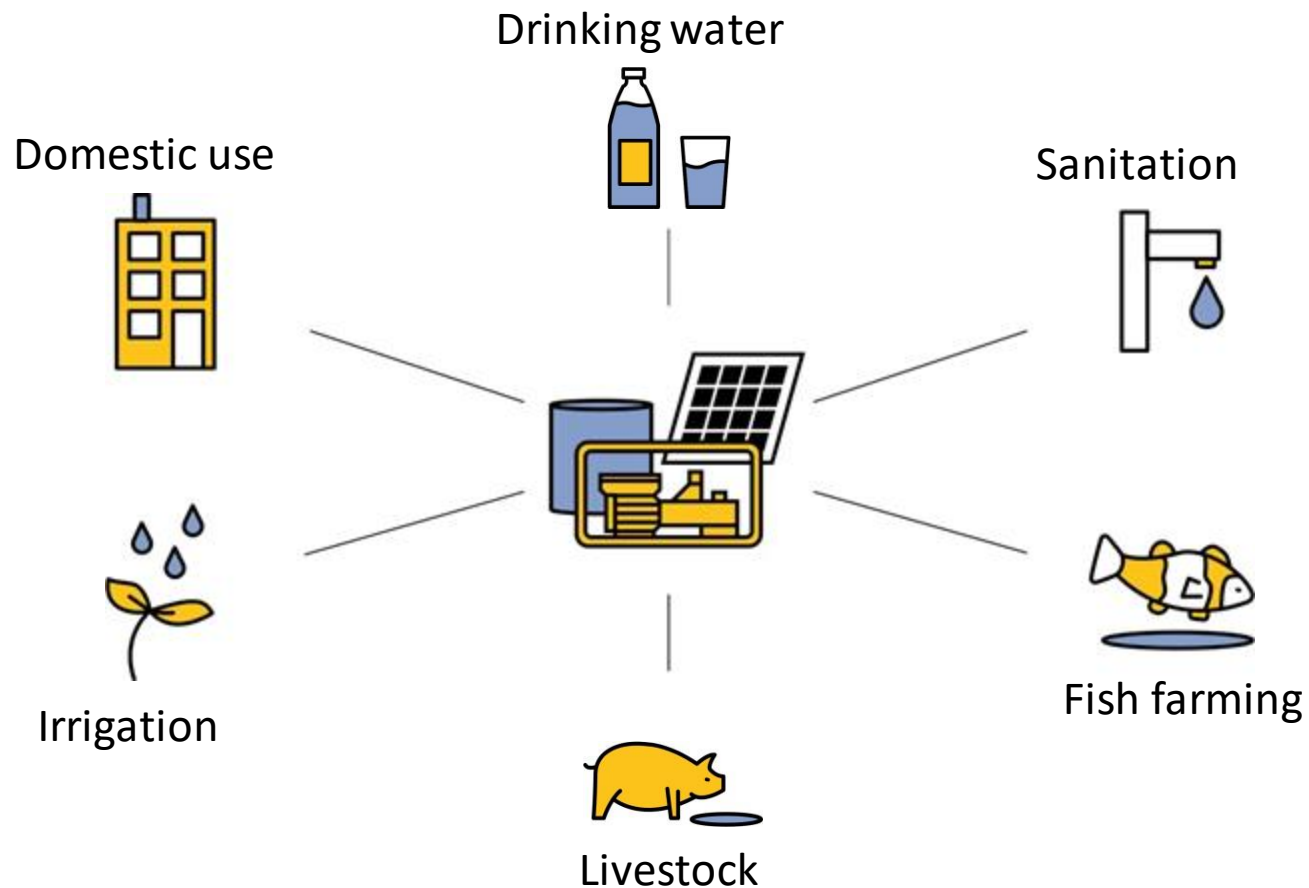 Drinking water
Domestic use
Sanitation
Fish farming
Irrigation
Livestock